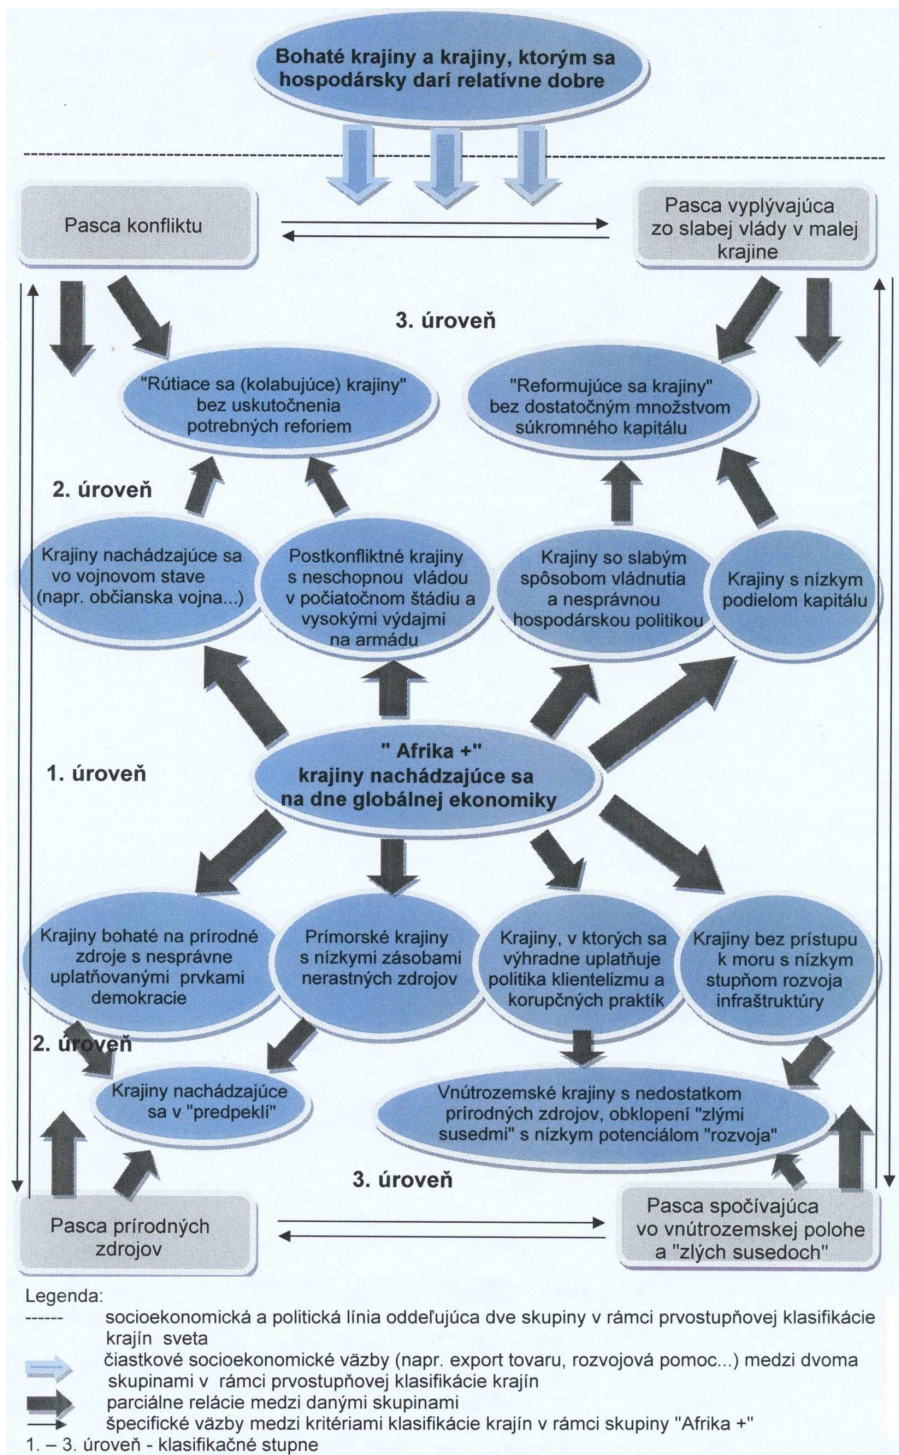 Bohaté krajiny a krajiny, ktorým sa
hospodársky darí relatívne dobre
Pasca konfliktu
Pasca vyplývajúca
zo slabej vlády v malej
krajine
3. úroveň
"Rútiace sa (kolabujúce) krajiny"
bez uskutočnenia
potrebných reforiem
"Reformujúce sa krajiny"
bez dostatočným množstvom
súkromného kapitálu
2. úroveň
Krajiny nachádzajúce sa
vo vojnovom stave
(napr. občianska vojna...)
Postkonfliktné krajiny
s neschopnou vládou
v počiatočnom štádiu a
vysokými výdajmi
na armádu
Krajiny so slabým
spôsobom vládnutia
a nesprávnou
hospodárskou politikou
Krajiny s nízkym
podielom kapitálu
1. úroveň
" Afrika +"
krajiny nachádzajúce sa
na dne globálnej ekonomiky
Krajiny bohaté na prírodné
zdroje s nesprávne
uplatňovanými prvkami
demokracie
Prímorské krajiny
s nízkymi zásobami
nerastných zdrojov
Krajiny, v ktorých sa
výhradne uplatňuje
politika klientelizmu a
korupčných praktík
Krajiny bez prístupu
k moru s nízkym
stupňom rozvoja
infraštruktúry
2. úroveň
Krajiny nachádzajúce
sa v "predpeklí"
Vnútrozemské krajiny s nedostatkom
prírodných zdrojov, obklopení "zlými
susedmi" s nízkym potenciálom "rozvoja"
3. úroveň
Pasca prírodných
zdrojov
Pasca spočívajúca
vo vnútrozemskej polohe
a "zlých susedoch"
Legenda:
------ socioekonomická a politická línia oddeľujúca dve skupiny v rámci prvostupňovej klasifikácie
krajín sveta
čiastkové socioekonomické väzby (napr. export tovaru, rozvojová pomoc...) medzi dvoma
skupinami v rámci prvostupňovej klasifikácie krajín
parciálne relácie medzi danými skupinami
špecifické väzby medzi kritériami klasifikácie krajín v rámci skupiny "Afrika +"
1. – 3. úroveň - klasifikačné stupne